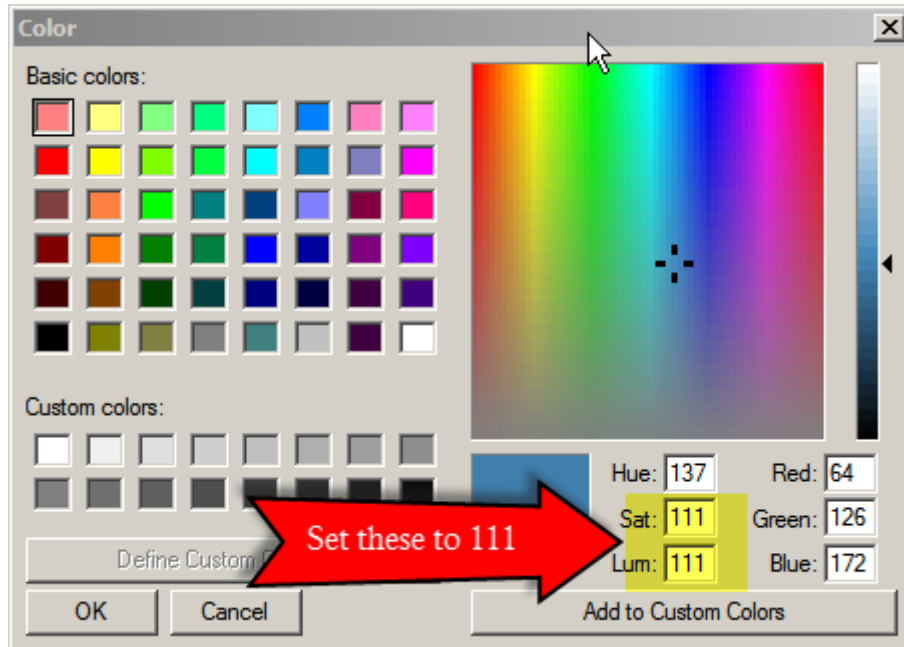 Color
Basic colors:
Custom colors:
Hue: 137 Red: 64
Sat: 111 Green: 126
Set these to 111
Lum: 111 Blue: 172
Define Custom
OK Cancel Add to Custom Colors